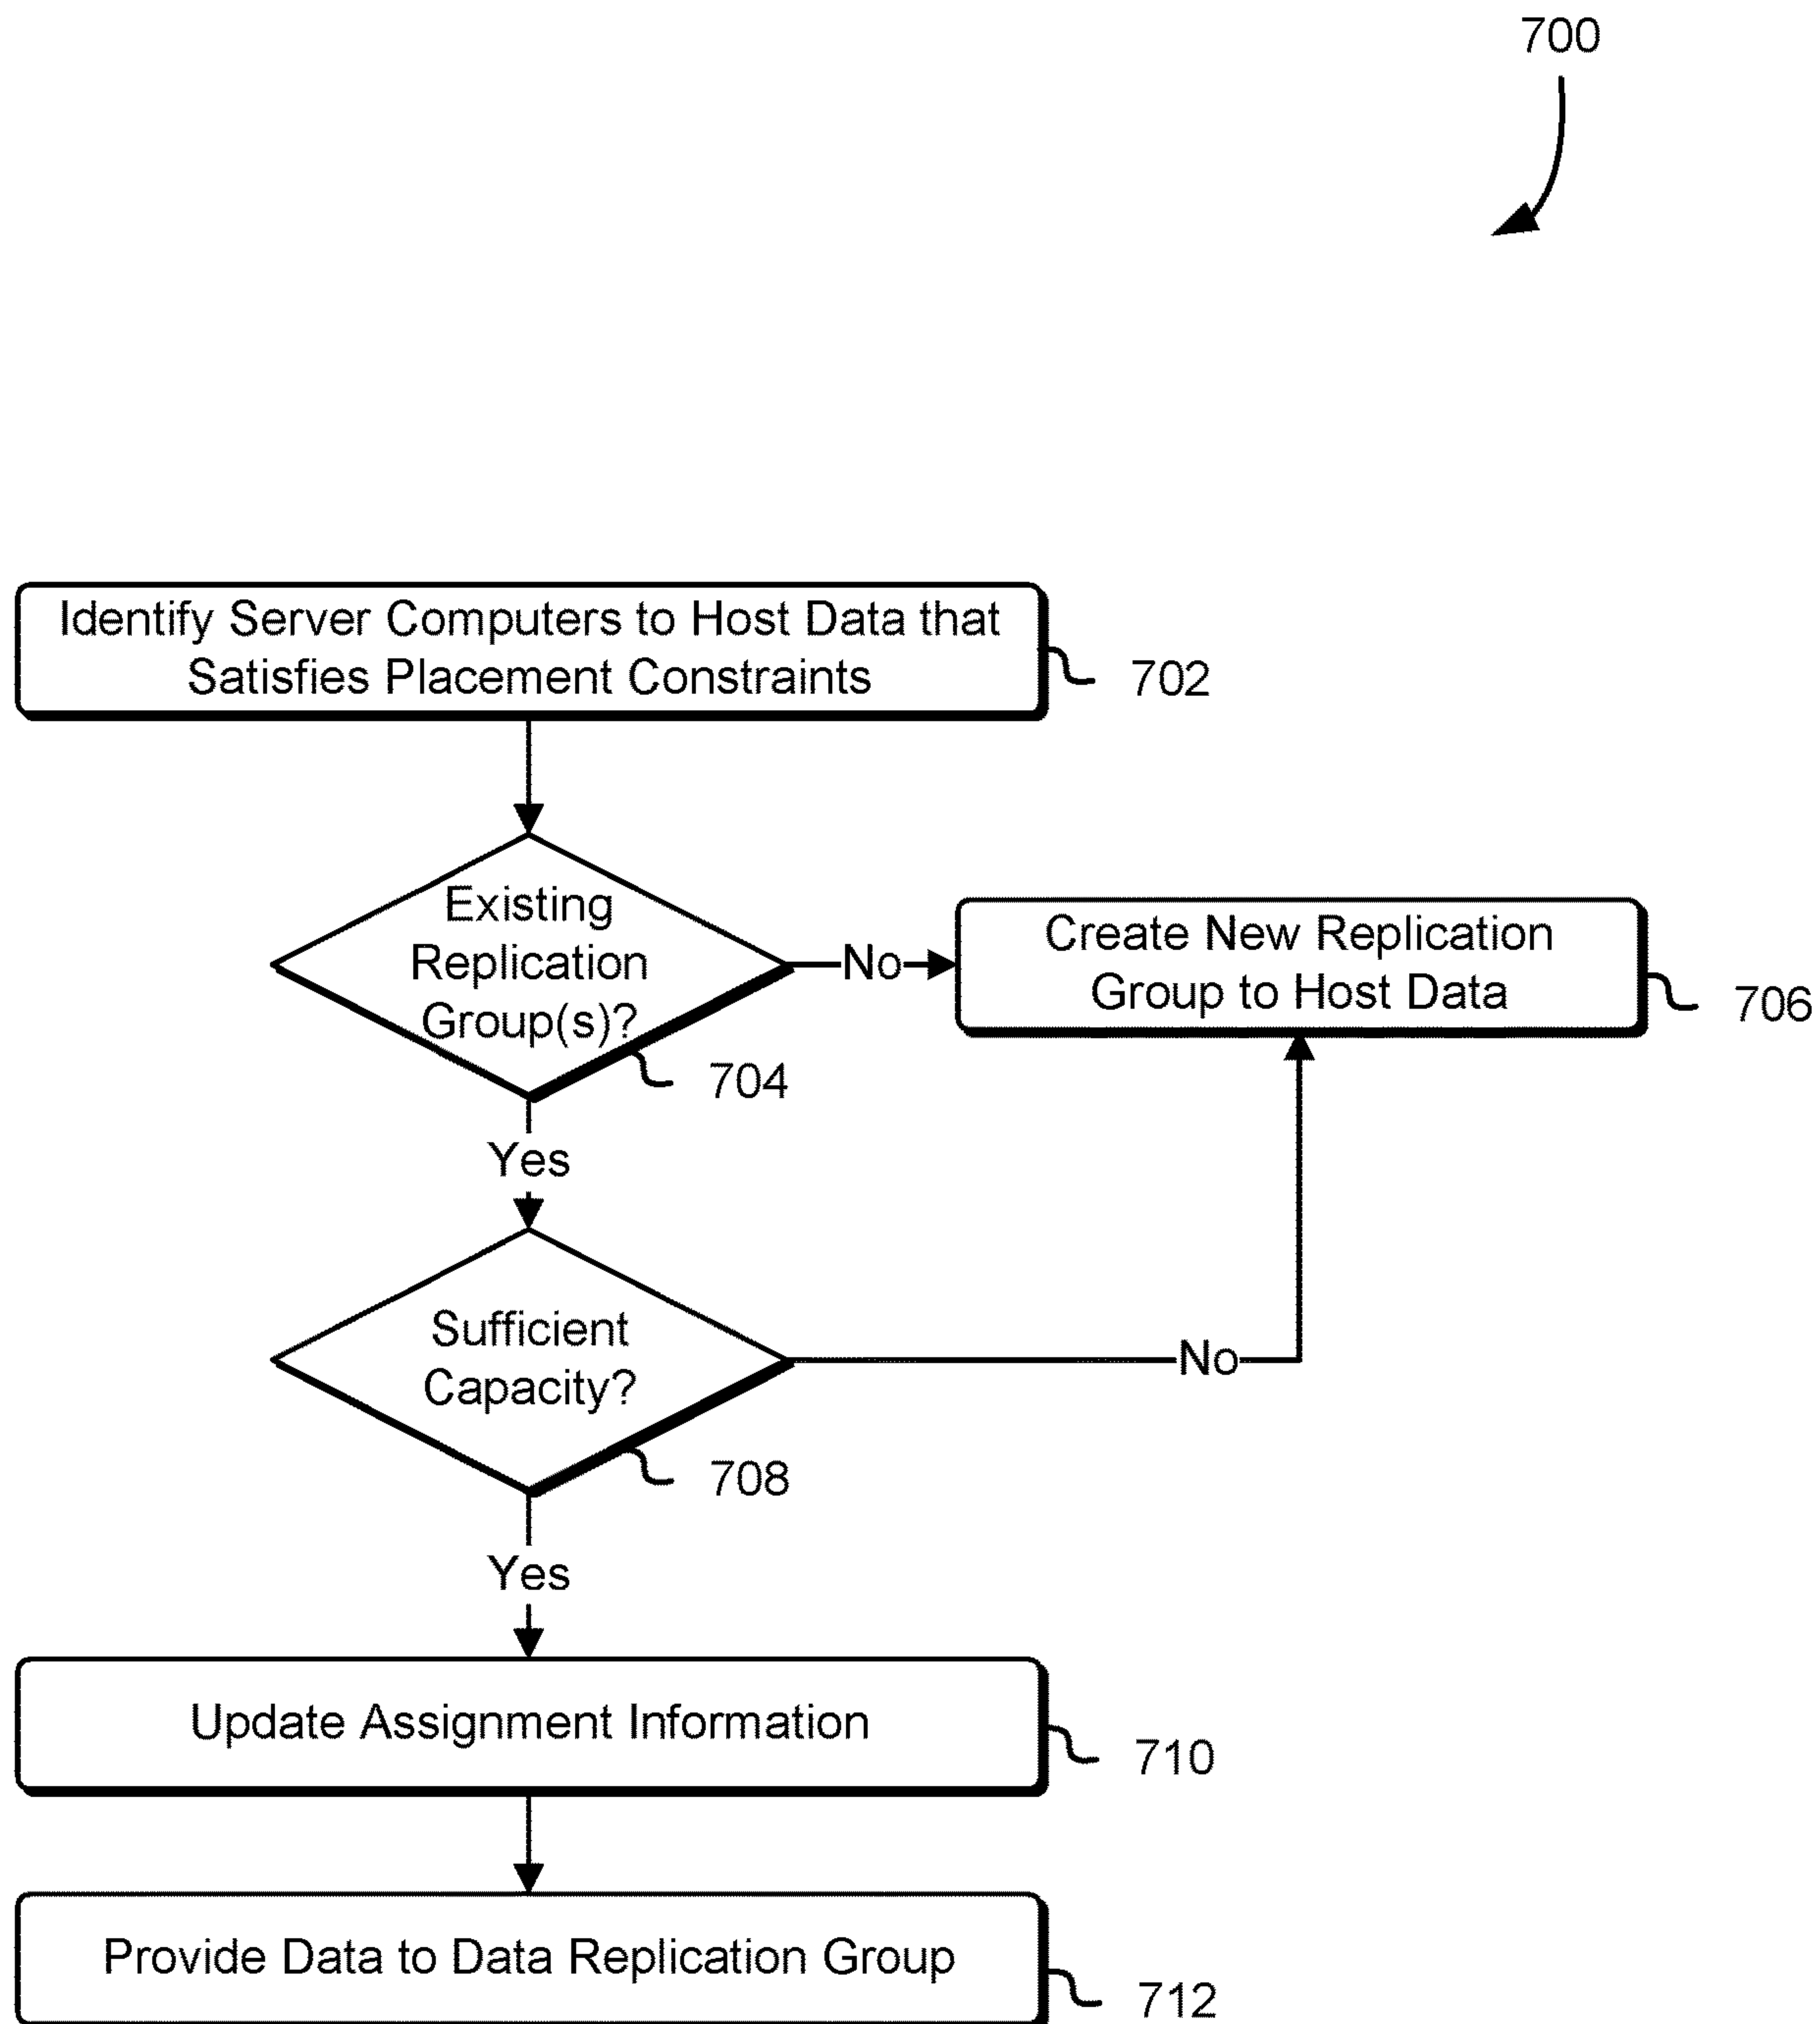 700
Identify Server Computers to Host Data that
Satisfies Placement Constraints
702
Existing
Replication
Group(s)?
704
No
Create New Replication
Group to Host Data
706
Yes
Sufficient
Capacity?
708
No
Yes
Update Assignment Information
710
Provide Data to Data Replication Group
712